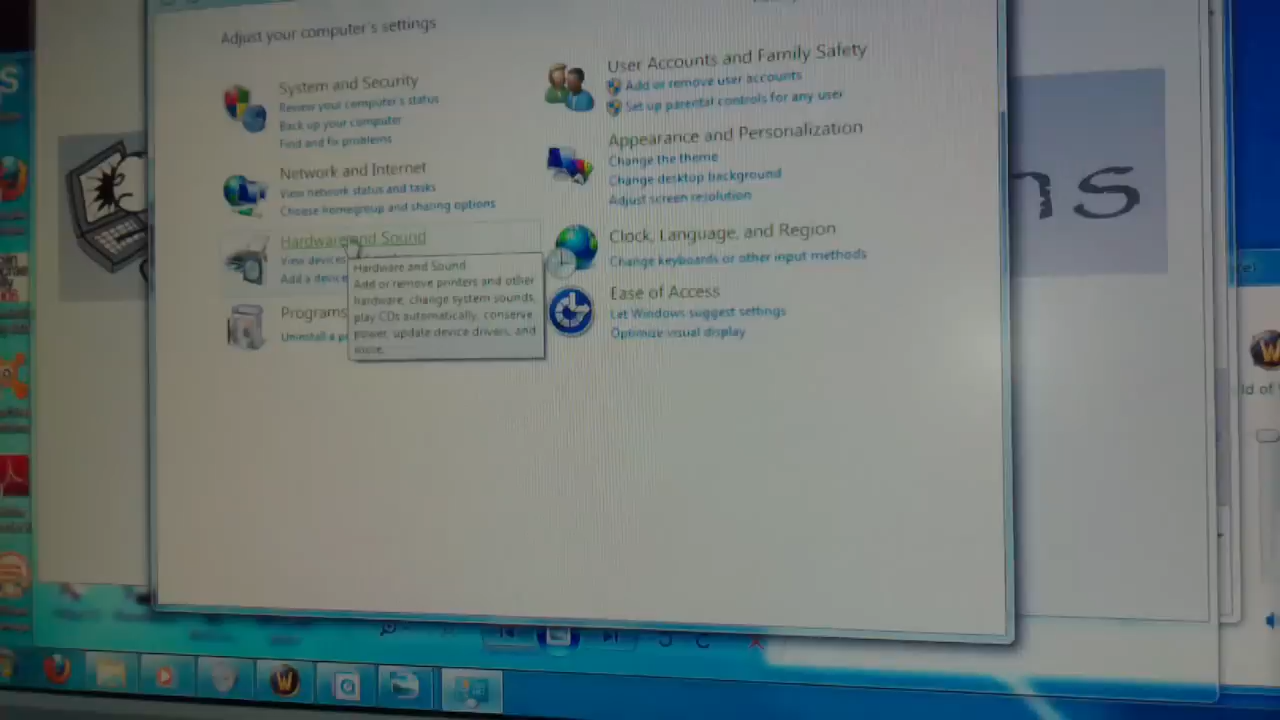 Adjust your computer's settings
System and Security
Review your computer's status
Back up your computer
Find and fix problems
Network and Internet
View network status and tasks
Choose homegroup and sharing options
Hardware and Sound
View devices
Add a device
Hardware and Sound
Add or remove printers and other
hardware, change system sounds,
play CDs automatically, conserve
power, update device drivers, and
more.
Programs
Uninstall a p
User Accounts and Family Safety
Add or remove user accounts
Set up parental controls for any user
Appearance and Personalization
Change the theme
Change desktop background
Adjust screen resolution
Clock, Language, and Region
Change keyboards or other input methods
Ease of Access
Let Windows suggest settings
Optimize visual display
ns
ld of